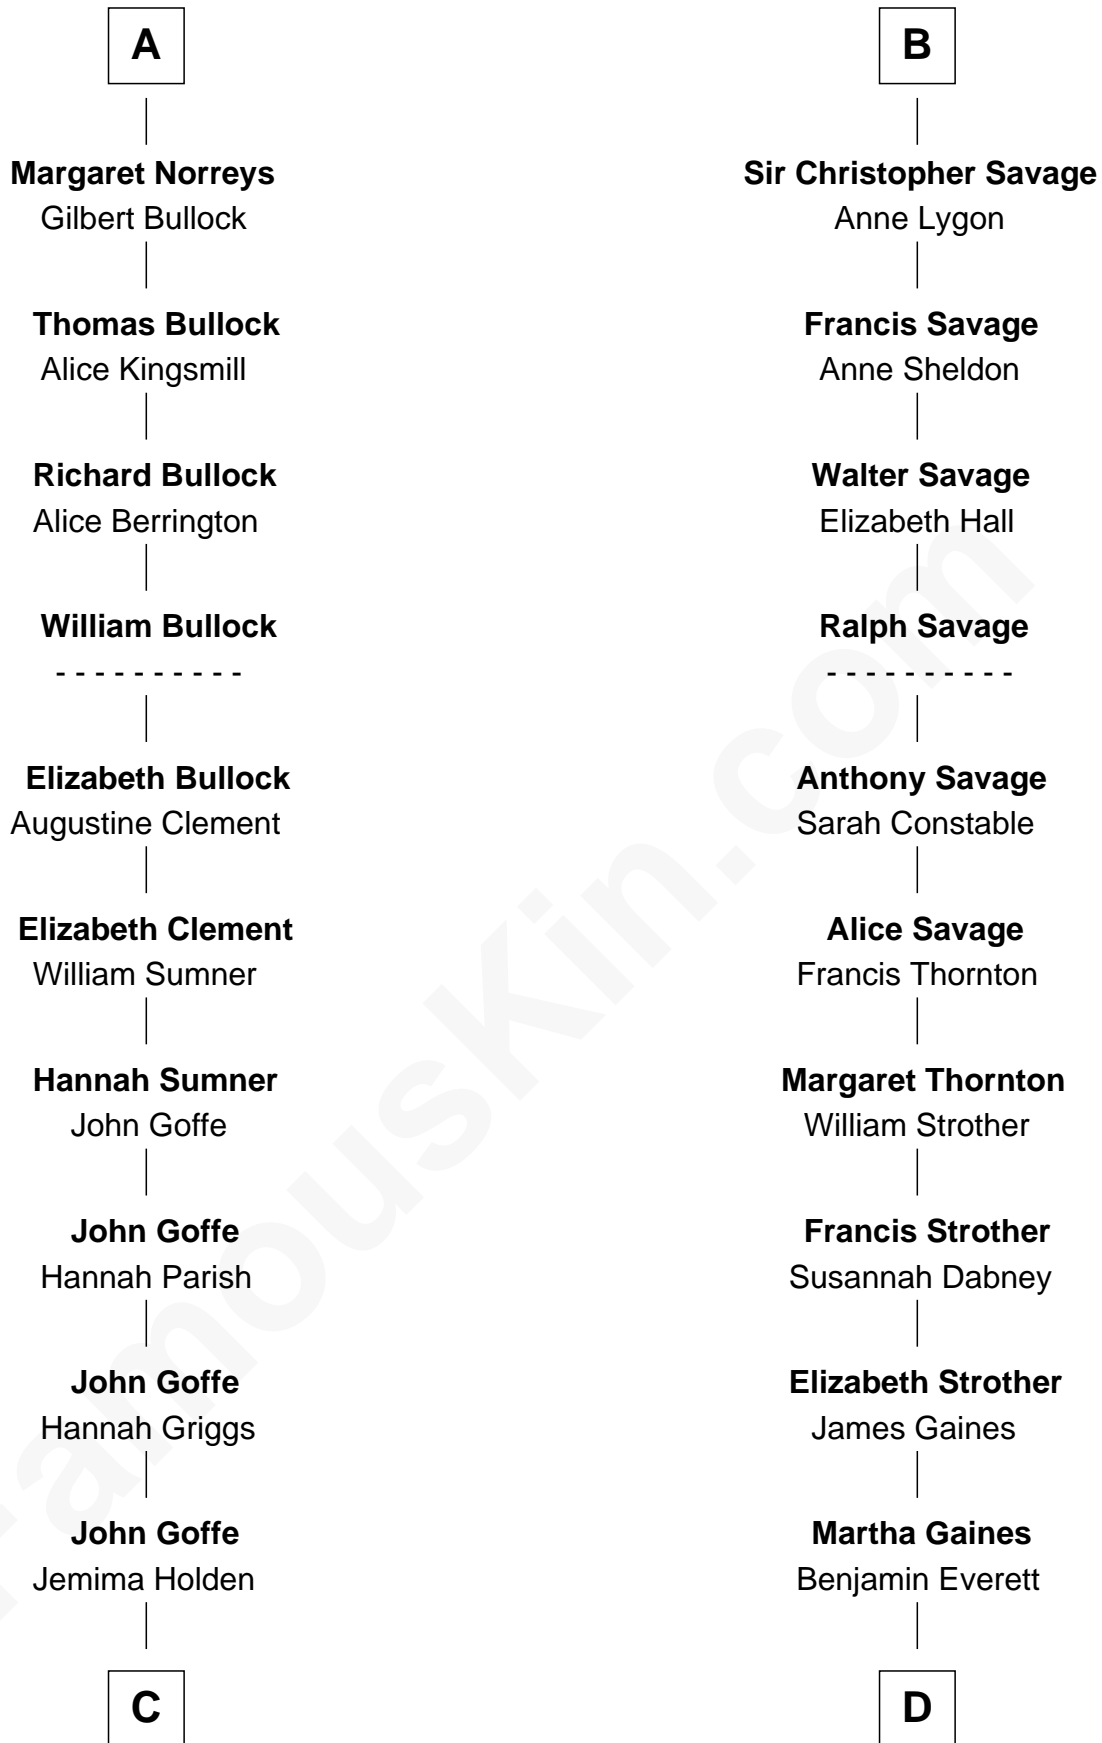 A
Margaret Norreys
Gilbert Bullock
Thomas Bullock
Alice Kingsmill
Richard Bullock
Alice Berrington
William Bullock
- - - - - - - - - -
Elizabeth Bullock
Augustine Clement
Elizabeth Clement
William Sumner
Hannah Sumner
John Goffe
John Goffe
Hannah Parish
John Goffe
Hannah Griggs
John Goffe
Jemima Holden
C
B
Sir Christopher Savage
Anne Lygon
Francis Savage
Anne Sheldon
Walter Savage
Elizabeth Hall
Ralph Savage
- - - - - - - - - -
Anthony Savage
Sarah Constable
Alice Savage
Francis Thornton
Margaret Thornton
William Strother
Francis Strother
Susannah Dabney
Elizabeth Strother
James Gaines
Martha Gaines
Benjamin Everett
D
FamousKin.com